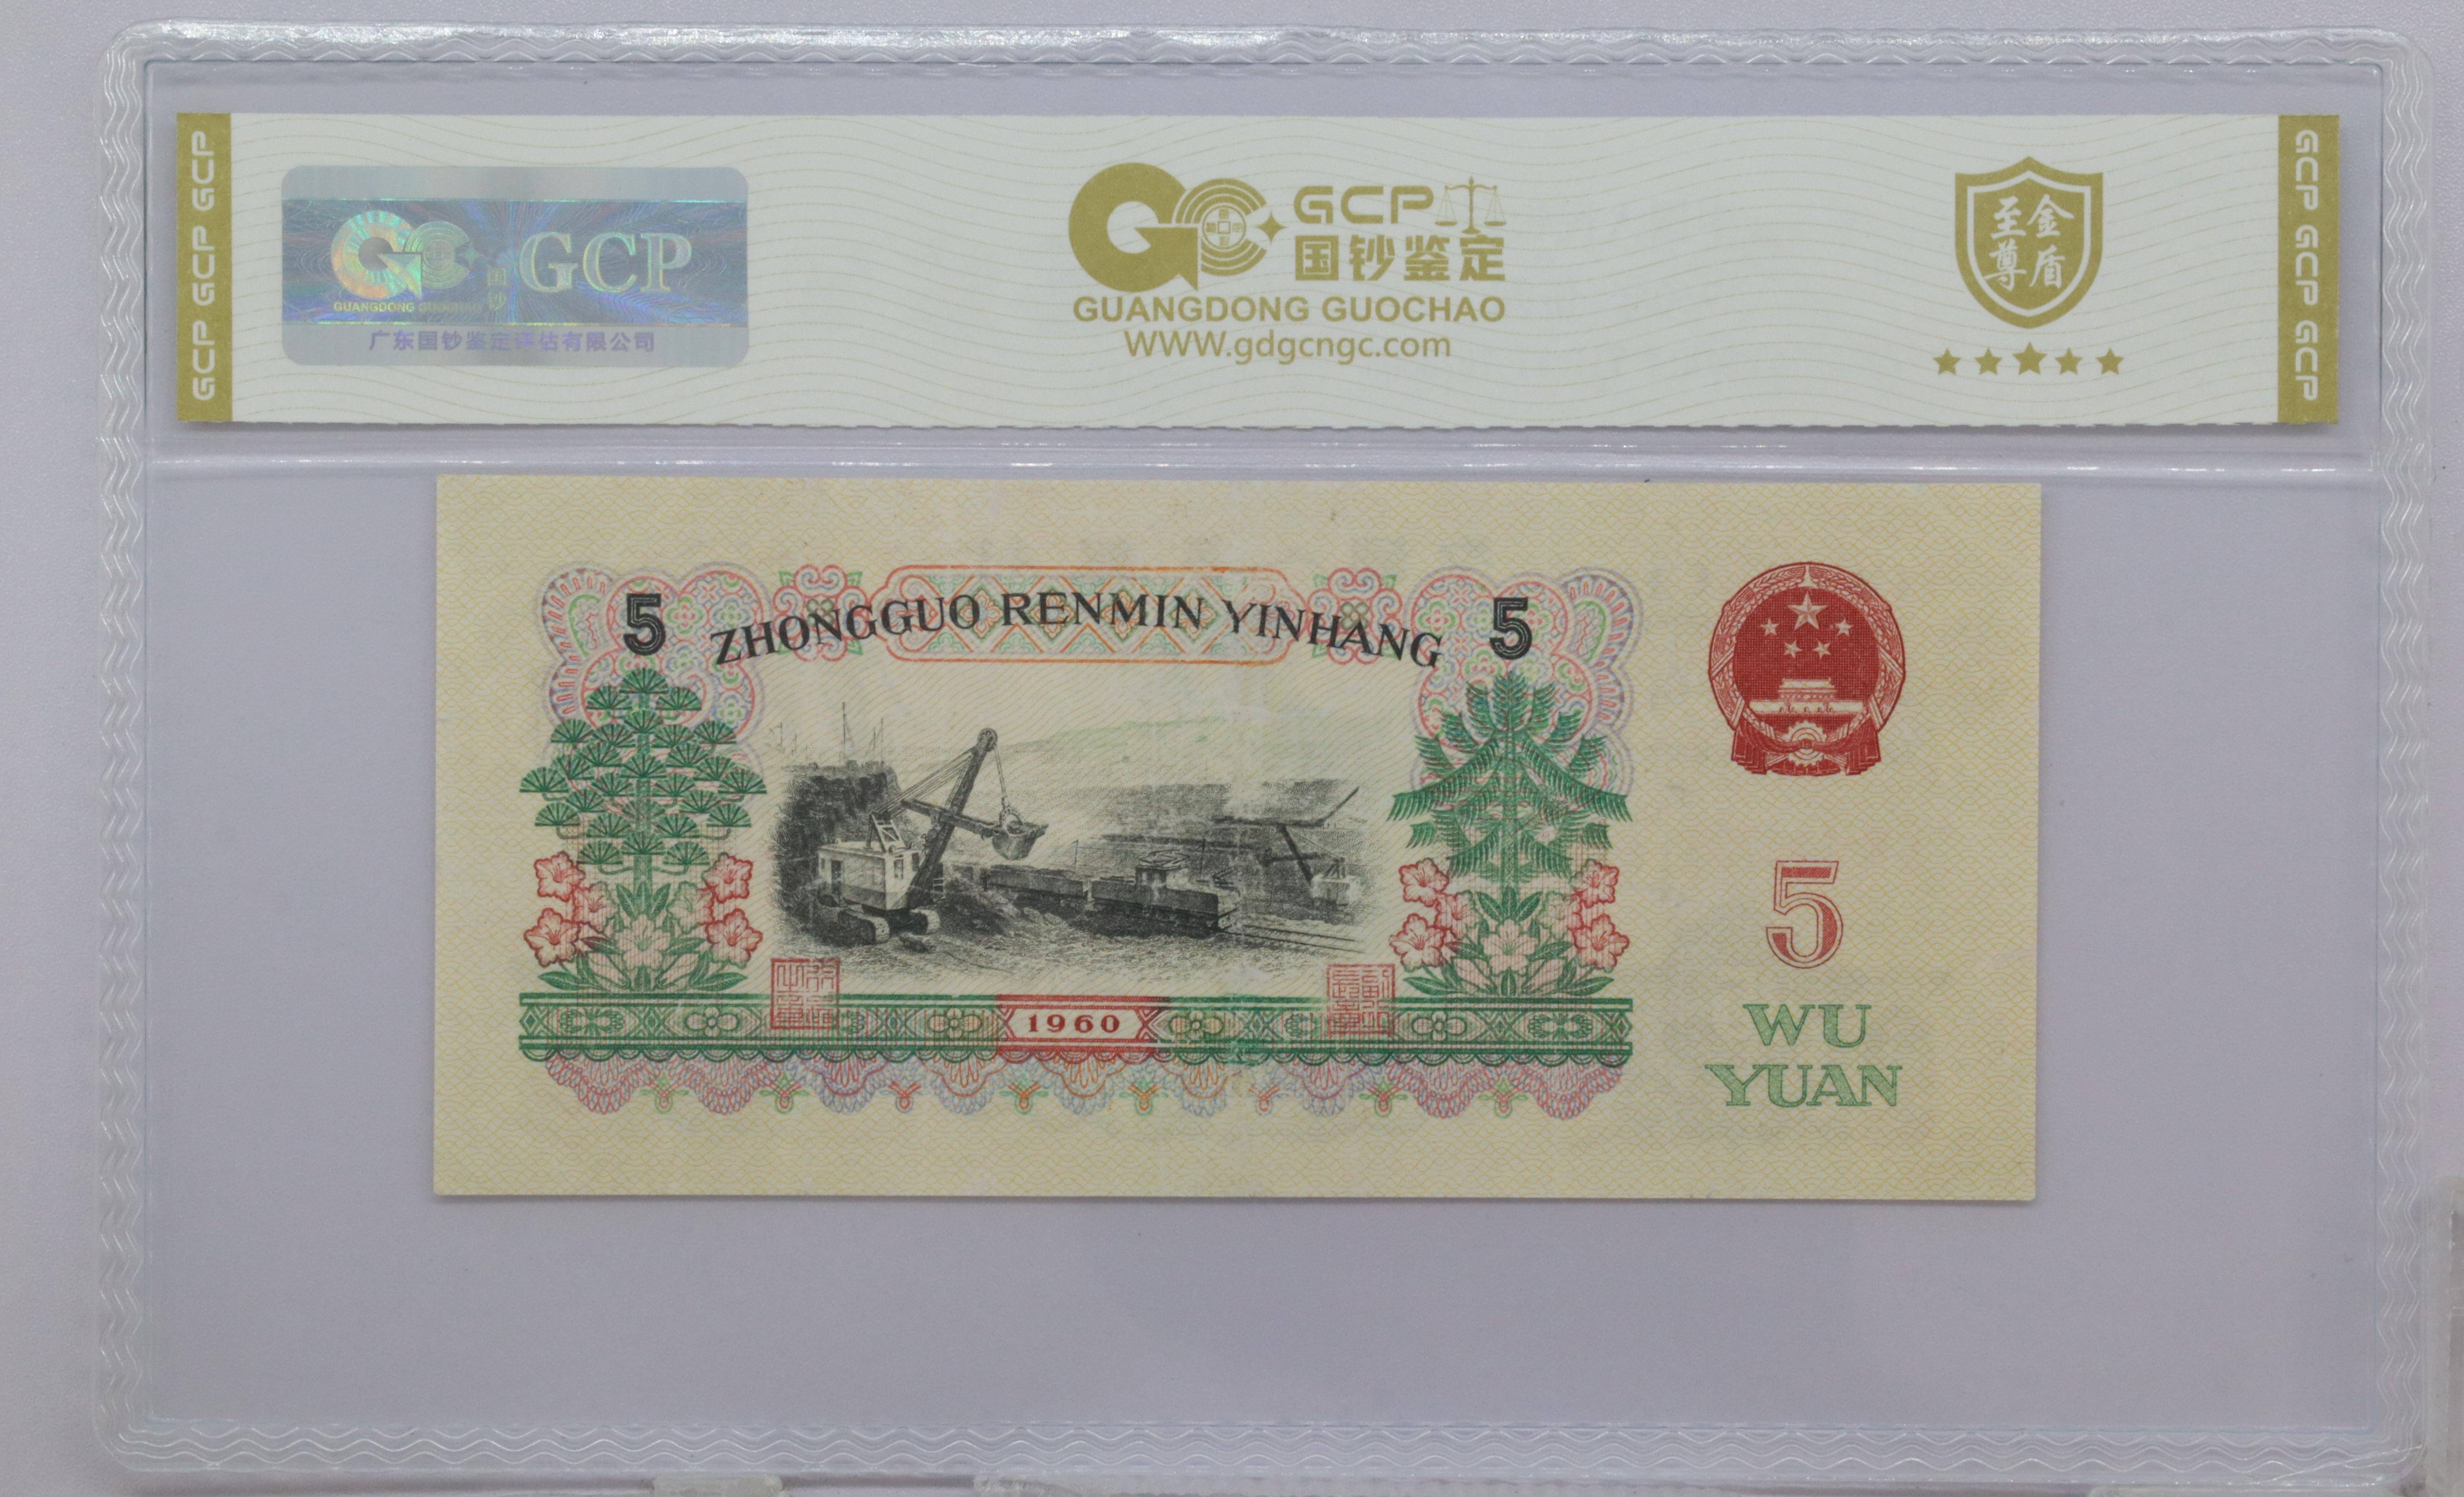 GCP GCP GCP
GCP
国钞
GUANGDONG GUOCHAO
广东国钞鉴定评估有限公司
GCP
国钞鉴定
GUANGDONG GUOCHAO
WWW.gdgcngc.com
至尊金盾
GCP GCP GCP
5 ZHONGGUO RENMIN YINHANG 5
1960
5
WU
YUAN